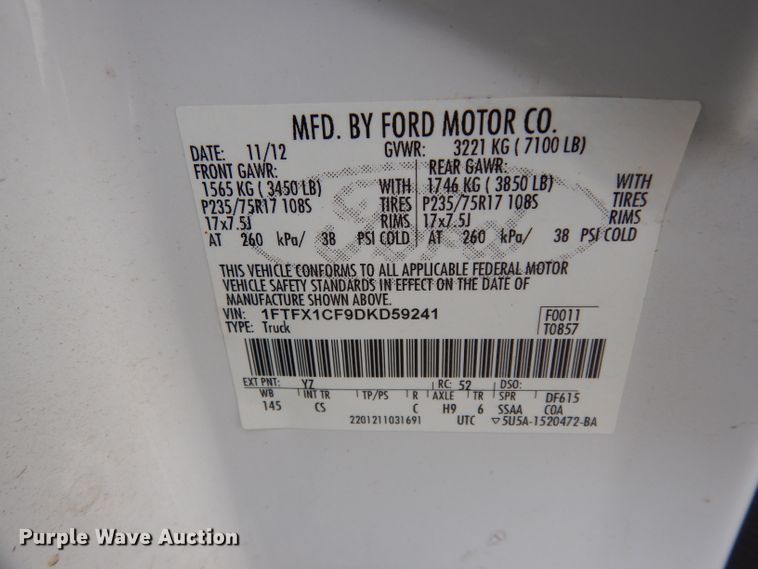 MFD. BY FORD MOTOR CO.
DATE: 11/12 GVWR: 3221 KG ( 7100 LB)
FRONT GAWR: REAR GAWR:
1565 KG ( 3450 LB) WITH 1746 KG ( 3850 LB) WITH
P235/75R17 108S TIRES P235/75R17 108S TIRES
17x7.5J RIMS 17x7.5J RIMS
AT 260 kPa/ 38 PSI COLD AT 260 kPa/ 38 PSI COLD
THIS VEHICLE CONFORMS TO ALL APPLICABLE FEDERAL MOTOR
VEHICLE SAFETY STANDARDS IN EFFECT ON THE DATE OF
MANUFACTURE SHOWN ABOVE.
VIN: 1FTFX1CF9DKD59241 F0011
TYPE: Truck T0857
EXT PNT: YZ RC: 52 DSO:
WB INT TR TP/PS R AXLE TR SPR DF615
145 CS C H9 6 SSAA COA
2201211031691 UTC ▽5U5A-1520472-BA
Purple Wave Auction